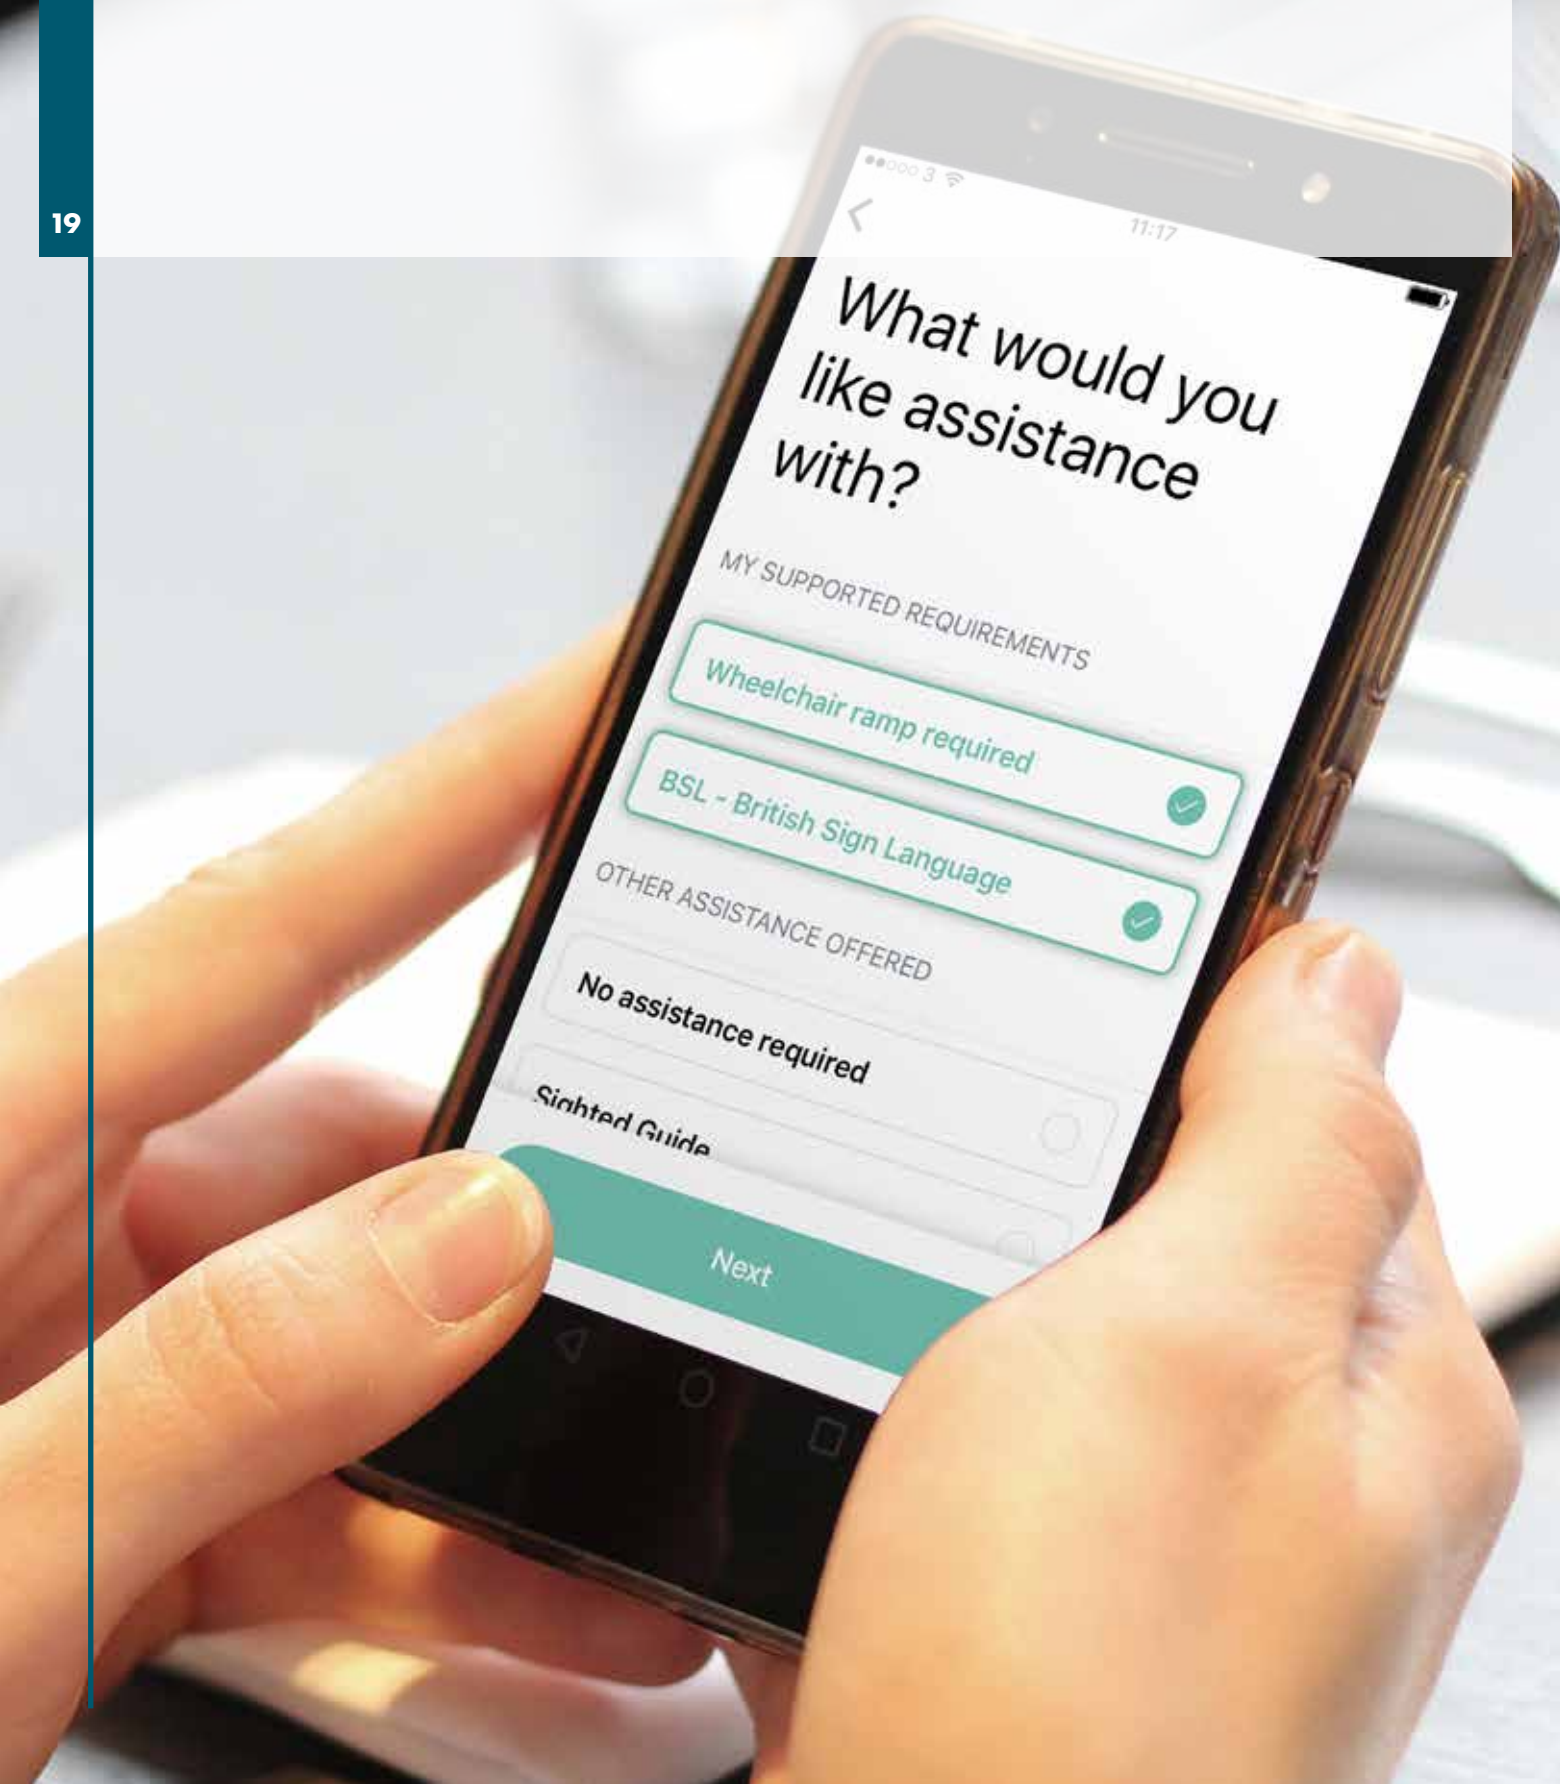 19
3
11:17
What would you
like assistance
with?
MY SUPPORTED REQUIREMENTS
Wheelchair ramp required
BSL - British Sign Language
OTHER ASSISTANCE OFFERED
No assistance required
Sighted Guide
Next